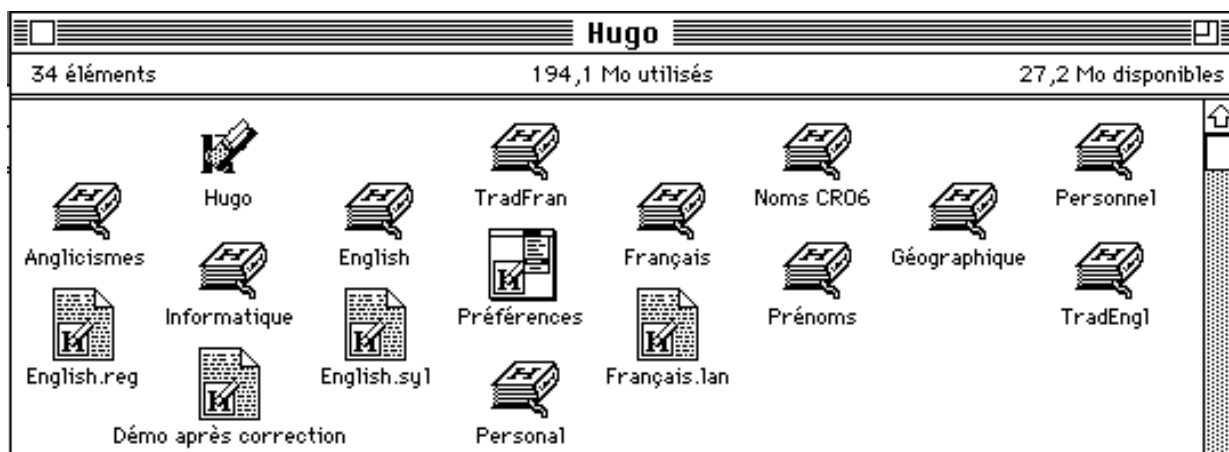 Hugo
34 éléments 194,1 Mo utilisés 27,2 Mo disponibles
Hugo TradFran Noms CRO6 Personnel
Anglicismes English Français Géographique
Informatique Préférences Prénoms TradEngl
English.reg English.syl Français.lan
Démo après correction Personal